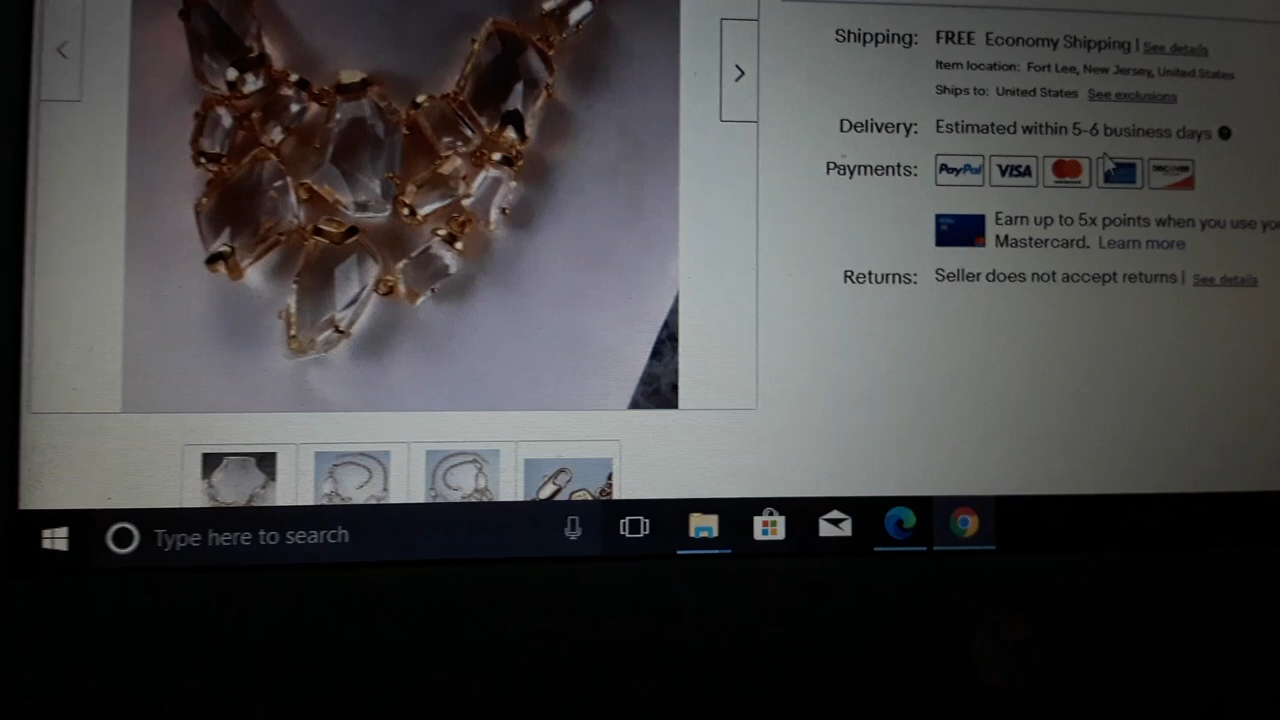 Shipping: FREE Economy Shipping | See details
Item location: Fort Lee, New Jersey, United States
Ships to: United States See exclusions
Delivery: Estimated within 5-6 business days
Payments: PayPal VISA DISCOVER
Earn up to 5x points when you use
Mastercard. Learn more
Returns: Seller does not accept returns | See details
Type here to search